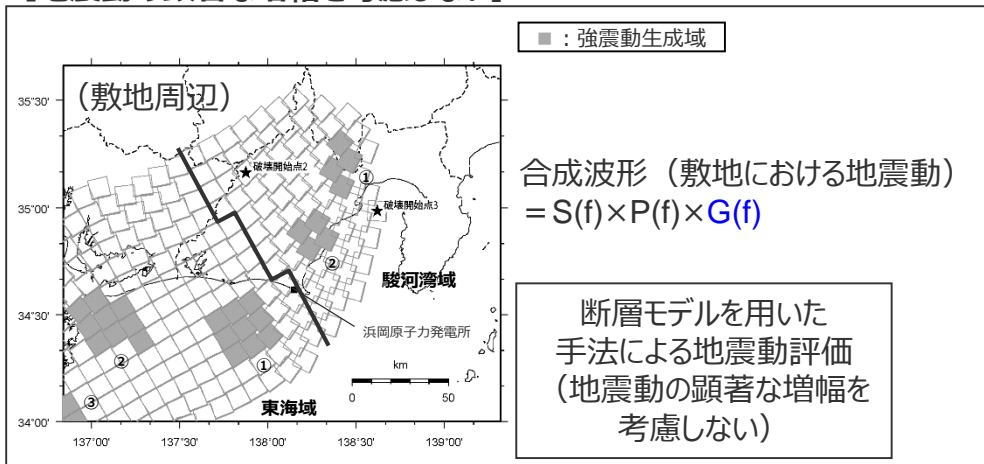 ■：強震動生成域
（敷地周辺）
35°30'
35°00'
34°30'
34°00'
137°00'
137°30'
138°00'
138°30'
139°00'
★破壊開始点2
①
★破壊開始点3
②
駿河湾域
浜岡原子力発電所
②
①
③
東海域
km
0
50
合成波形（敷地における地震動）
＝S(f)×P(f)×G(f)
断層モデルを用いた
手法による地震動評価
（地震動の顕著な増幅を
考慮しない）